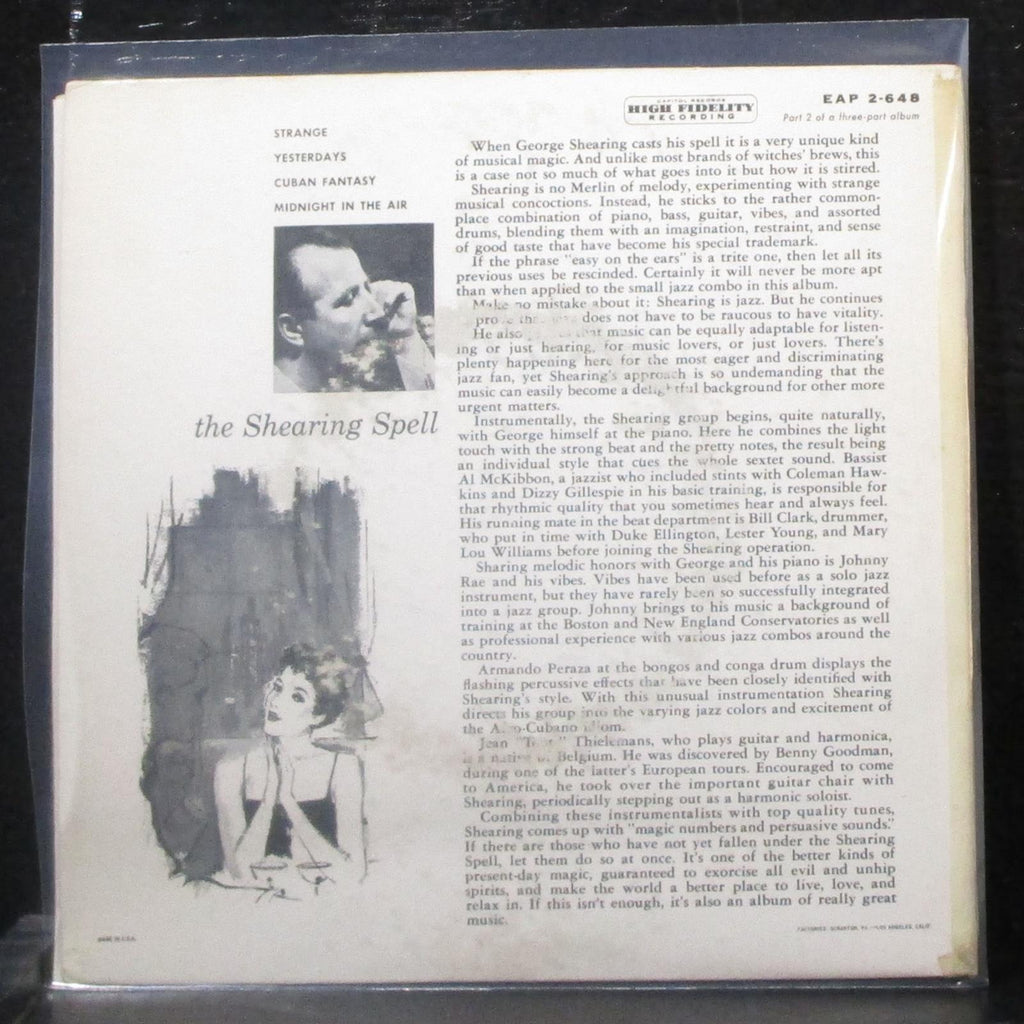 CAPITOL RECORDS
HIGH FIDELITY
RECORDING
EAP 2-648
Part 2 of a three-part album
STRANGE
YESTERDAYS
CUBAN FANTASY
MIDNIGHT IN THE AIR
the Shearing Spell
When George Shearing casts his spell it is a very unique kind
of musical magic. And unlike most brands of witches' brews, this
is a case not so much of what goes into it but how it is stirred.
Shearing is no Merlin of melody, experimenting with strange
musical concoctions. Instead, he sticks to the rather common-
place combination of piano, bass, guitar, vibes, and assorted
drums, blending them with an imagination, restraint, and sense
of good taste that have become his special trademark.
If the phrase "easy on the ears" is a trite one, then let all its
previous uses be rescinded. Certainly it will never be more apt
than when applied to the small jazz combo in this album.
Make no mistake about it: Shearing is jazz. But he continues
does not have to be raucous to have vitality.
He also music can be equally adaptable for listen-
ing or just hearing, for music lovers, or just lovers. There's
plenty happening here for the most eager and discriminating
jazz fan, yet Shearing's approach is so undemanding that the
music can easily become a delightful background for other more
urgent matters.
Instrumentally, the Shearing group begins, quite naturally,
with George himself at the piano. Here he combines the light
touch with the strong beat and the pretty notes, the result being
an individual style that cues the whole sextet sound. Bassist
Al McKibbon, a jazzist who included stints with Coleman Haw-
kins and Dizzy Gillespie in his basic training, is responsible for
that rhythmic quality that you sometimes hear and always feel.
His running mate in the beat department is Bill Clark, drummer,
who put in time with Duke Ellington, Lester Young, and Mary
Lou Williams before joining the Shearing operation.
Sharing melodic honors with George and his piano is Johnny
Rae and his vibes. Vibes have been used before as a solo jazz
instrument, but they have rarely been so successfully integrated
into a jazz group. Johnny brings to his music a background of
training at the Boston and New England Conservatories as well
as professional experience with various jazz combos around the
country.
Armando Peraza at the bongos and conga drum displays the
flashing percussive effects that have been closely identified with
Shearing's style. With this unusual instrumentation Shearing
directs his group into the varying jazz colors and excitement of
the
Jean Thielemans, who plays guitar and harmonica,
is a native Belgium. He was discovered by Benny Goodman,
during one of the latter's European tours. Encouraged to come
to America, he took over the important guitar chair with
Shearing, periodically stepping out as a harmonic soloist.
Combining these instrumentalists with top quality tunes,
Shearing comes up with "magic numbers and persuasive sounds."
If there are those who have not yet fallen under the Shearing
Spell, let them do so at once. It's one of the better kinds of
present-day magic, guaranteed to exorcise all evil and unhip
spirits, and make the world a better place to live, love, and
relax in. If this isn't enough, it's also an album of really great
music.
MADE IN U.S.A.
FACTORIES: SCRANTON, LOS ANGELES, CALIF.